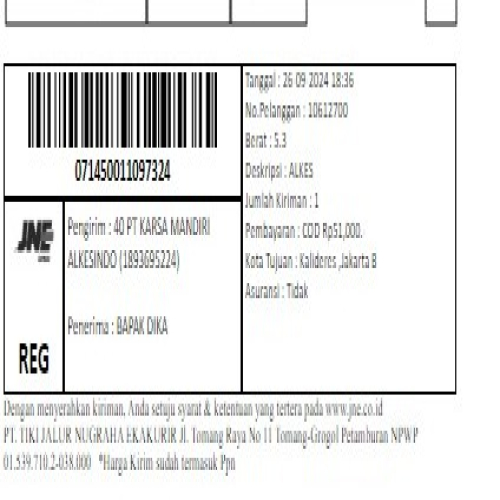 071450011097324
JNE
REG
Pengirim : 40 PT KARSA MANDIRI
ALKESINDO (1893695224)
Penerima : BAPAK DIKA
Tanggal : 26 09 2024 18:36
No.Pelanggan : 10612700
Berat : 5.3
Deskripsi : ALKES
Jumlah Kiriman : 1
Pembayaran : COD Rp51,000.
Kota Tujuan : Kalideres ,Jakarta B
Asuransi : Tidak
Dengan menyerahkan kiriman, Anda setuju syarat & ketentuan yang tertera pada www.jne.co.id
PT. TIKI JALUR NUGRAHA EKAKURIR Jl. Tomang Raya No 11 Tomang-Grogol Petamburan NPWP
01.539.710.2-038.000 *Harga Kirim sudah termasuk Ppn